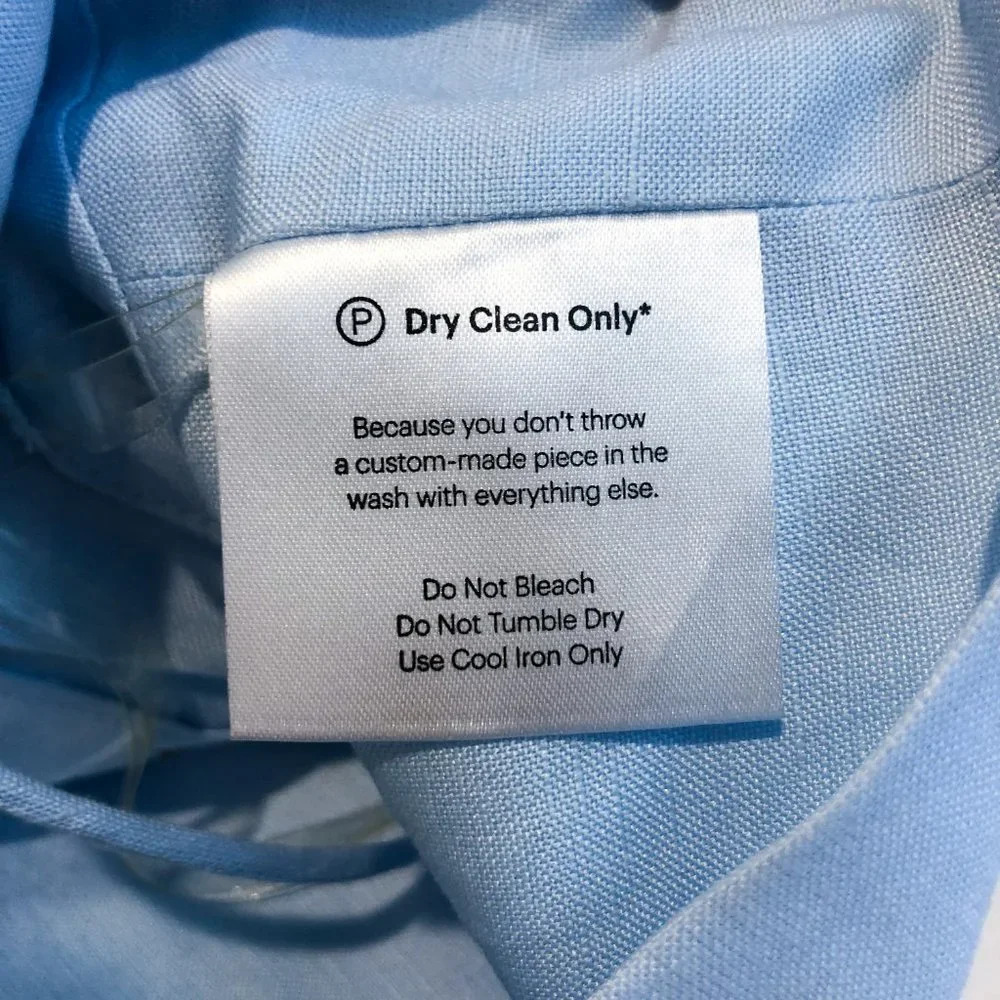 Ⓟ Dry Clean Only*
Because you don't throw
a custom-made piece in the
wash with everything else.
Do Not Bleach
Do Not Tumble Dry
Use Cool Iron Only